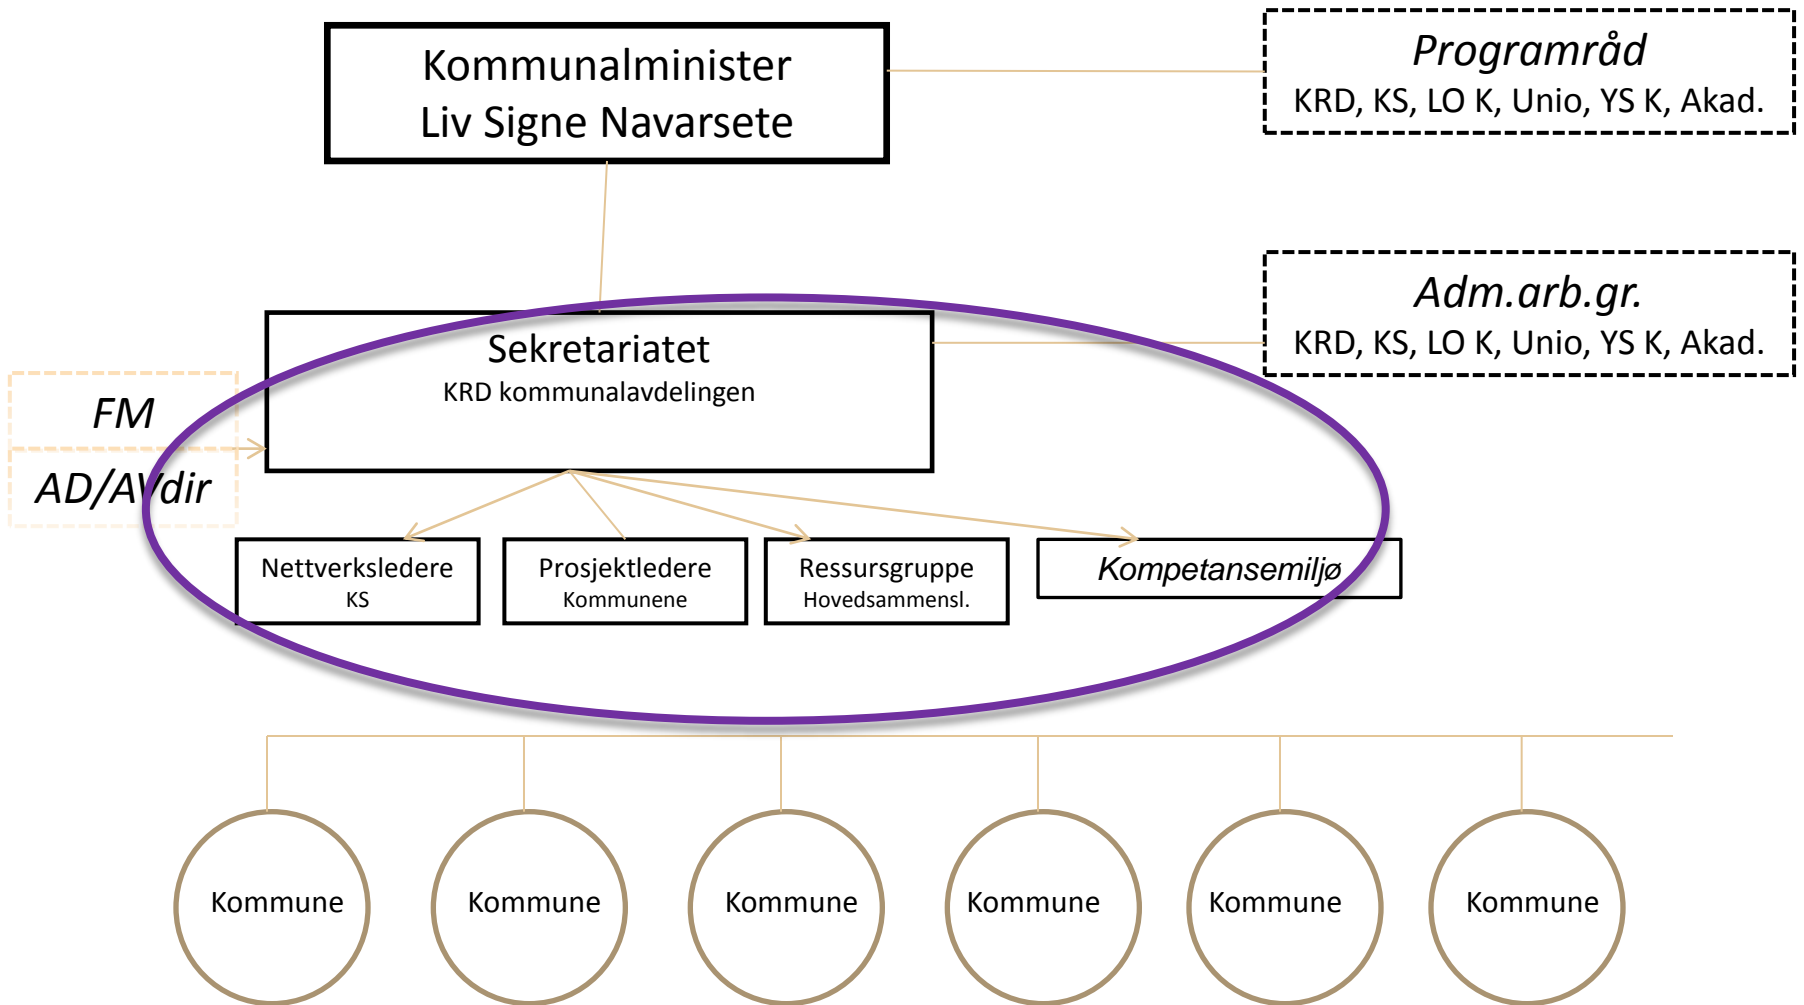 Kommunalminister
Liv Signe Navarsete
Programråd
KRD, KS, LO K, Unio, YS K, Akad.
Adm.arb.gr.
KRD, KS, LO K, Unio, YS K, Akad.
Sekretariatet
KRD kommunalavdelingen
FM
AD/AVdir
Nettverksledere
KS
Prosjektledere
Kommunene
Ressursgruppe
Hovedsammensl.
Kompetansemiljø
Kommune
Kommune
Kommune
Kommune
Kommune
Kommune